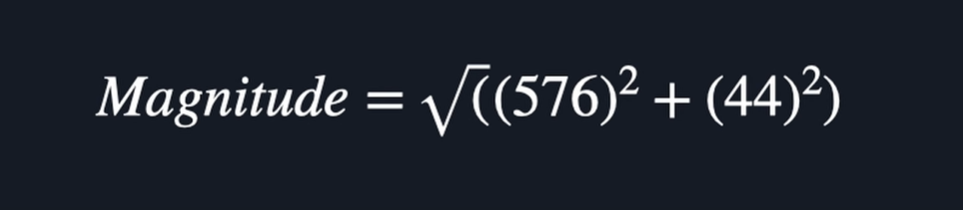 Magnitude = √((576)² + (44)²)